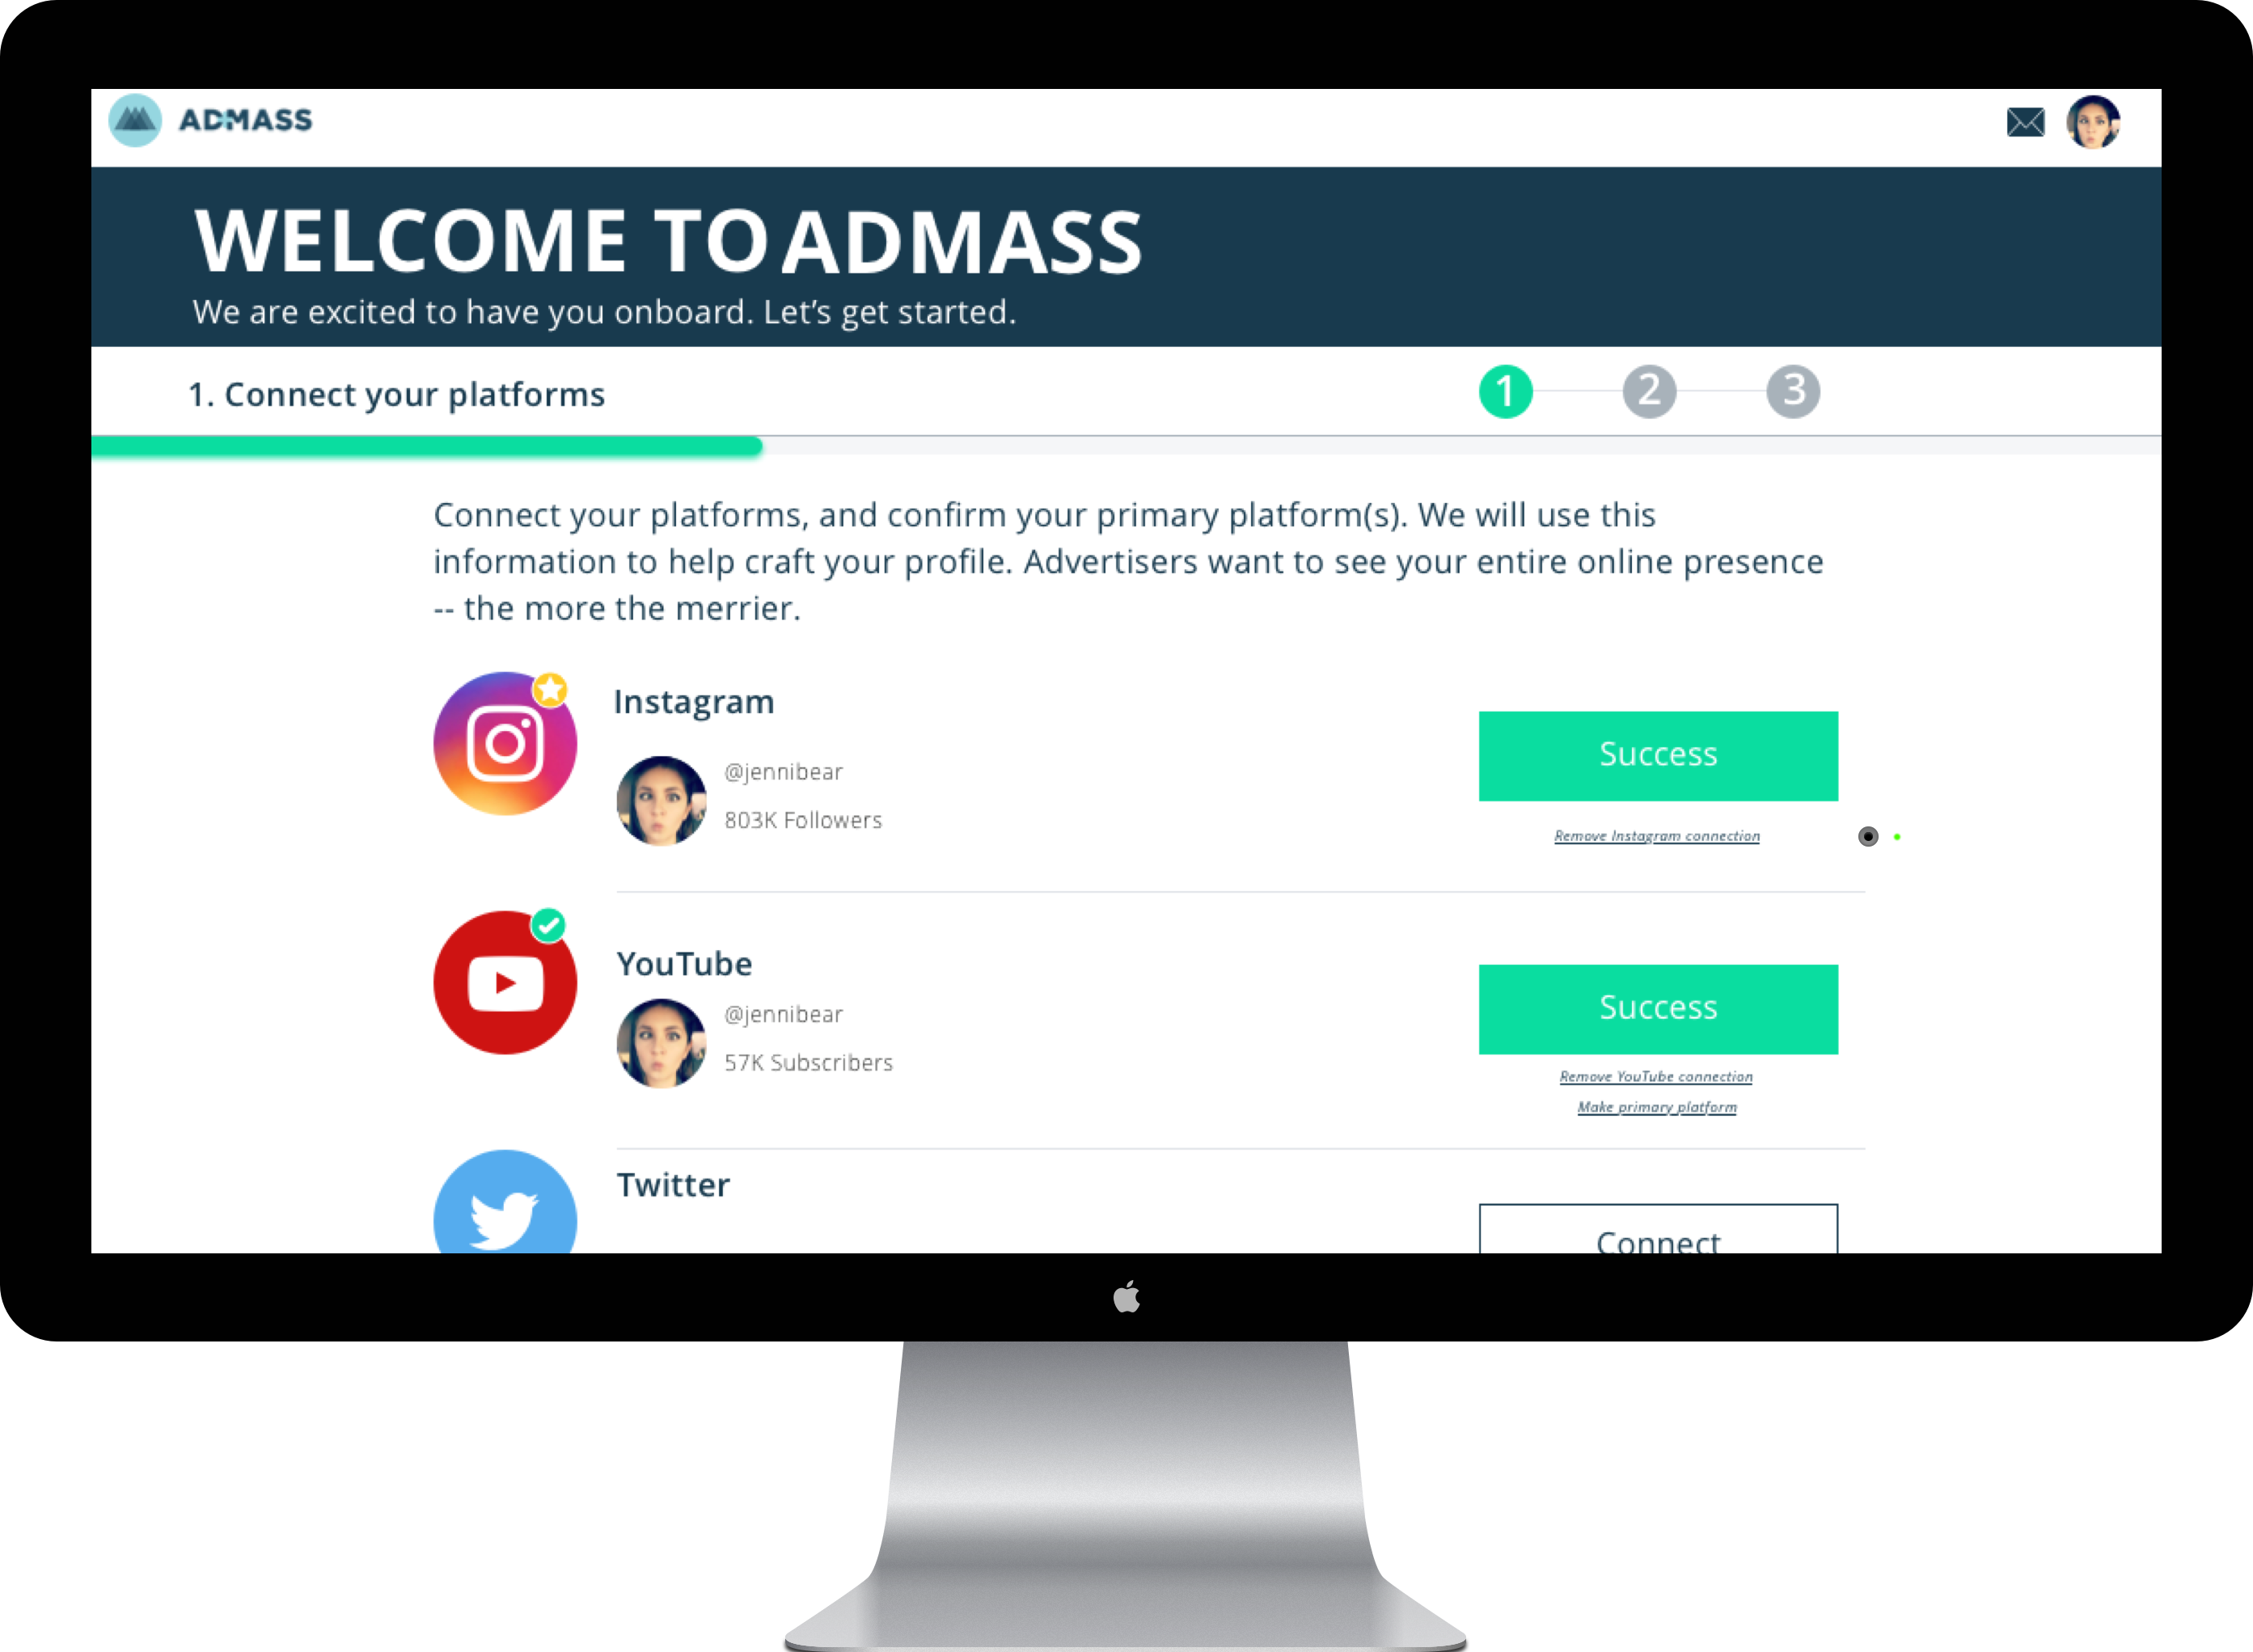 ADMASS
WELCOME TO ADMASS
We are excited to have you onboard. Let's get started.
1. Connect your platforms
1
2
3
Connect your platforms, and confirm your primary platform(s). We will use this
information to help craft your profile. Advertisers want to see your entire online presence
-- the more the merrier.
Instagram
@jennibear
803K Followers
Success
Remove Instagram connection
YouTube
@jennibear
57K Subscribers
Success
Remove YouTube connection
Make primary platform
Twitter
Connect